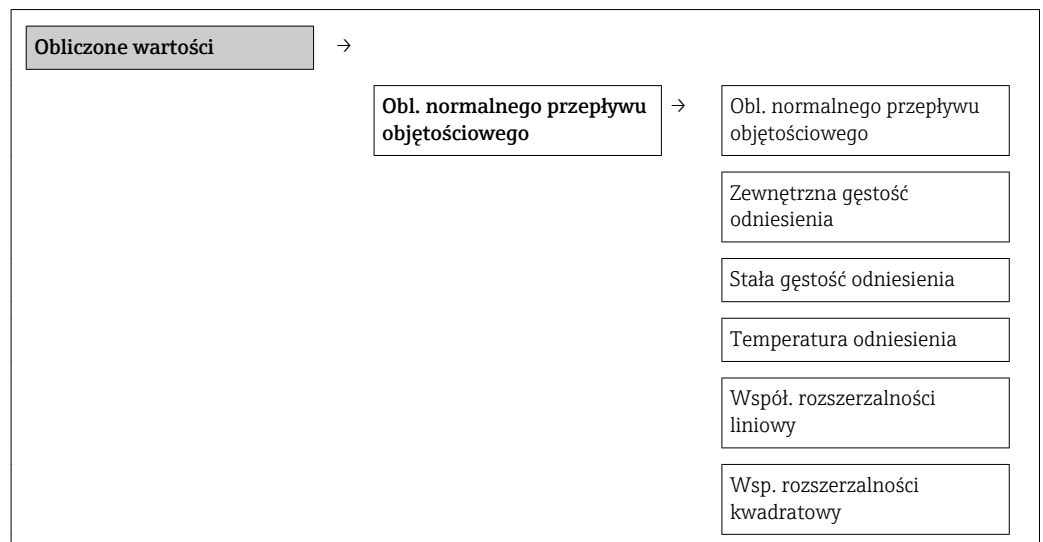 Obliczone wartości →
Obl. normalnego przepływu
objętościowego
→
Obl. normalnego przepływu
objętościowego
Zewnętrzna gęstość
odniesienia
Stała gęstość odniesienia
Temperatura odniesienia
Współ. rozszerzalności
liniowy
Wsp. rozszerzalności
kwadratowy